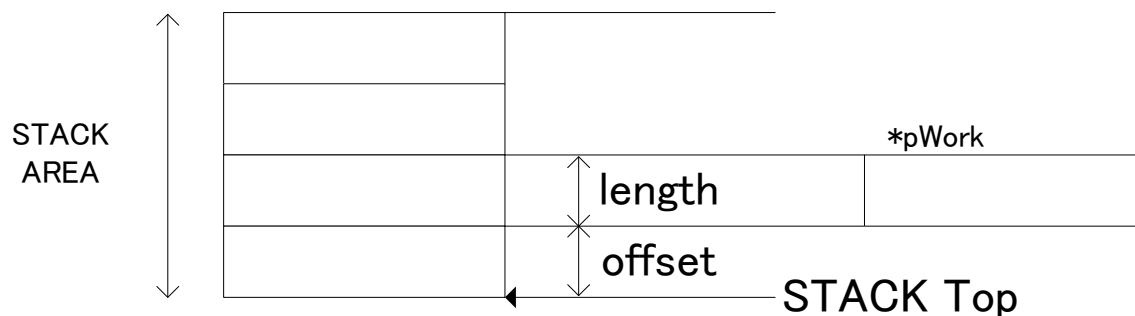 STACK
AREA
*pWork
length
offset
STACK Top